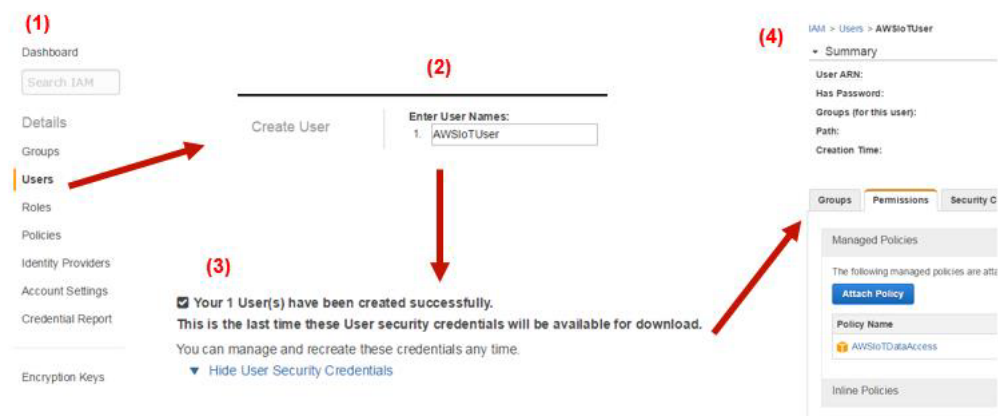 (1)
Dashboard
Search IAM
Details
Groups
Users
Roles
Policies
Identity Providers
Account Settings
Credential Report
Encryption Keys
(2)
Create User
Enter User Names:
1. AWSIoTUser
(3)
Your 1 User(s) have been created successfully.
This is the last time these User security credentials will be available for download.
You can manage and recreate these credentials any time.
Hide User Security Credentials
(4)
IAM > Users > AWSIoTUser
Summary
User ARN:
Has Password:
Groups (for this user):
Path:
Creation Time:
Groups Permissions Security C
Managed Policies
The following managed policies are atta
Attach Policy
Policy Name
AWSIoTDataAccess
Inline Policies